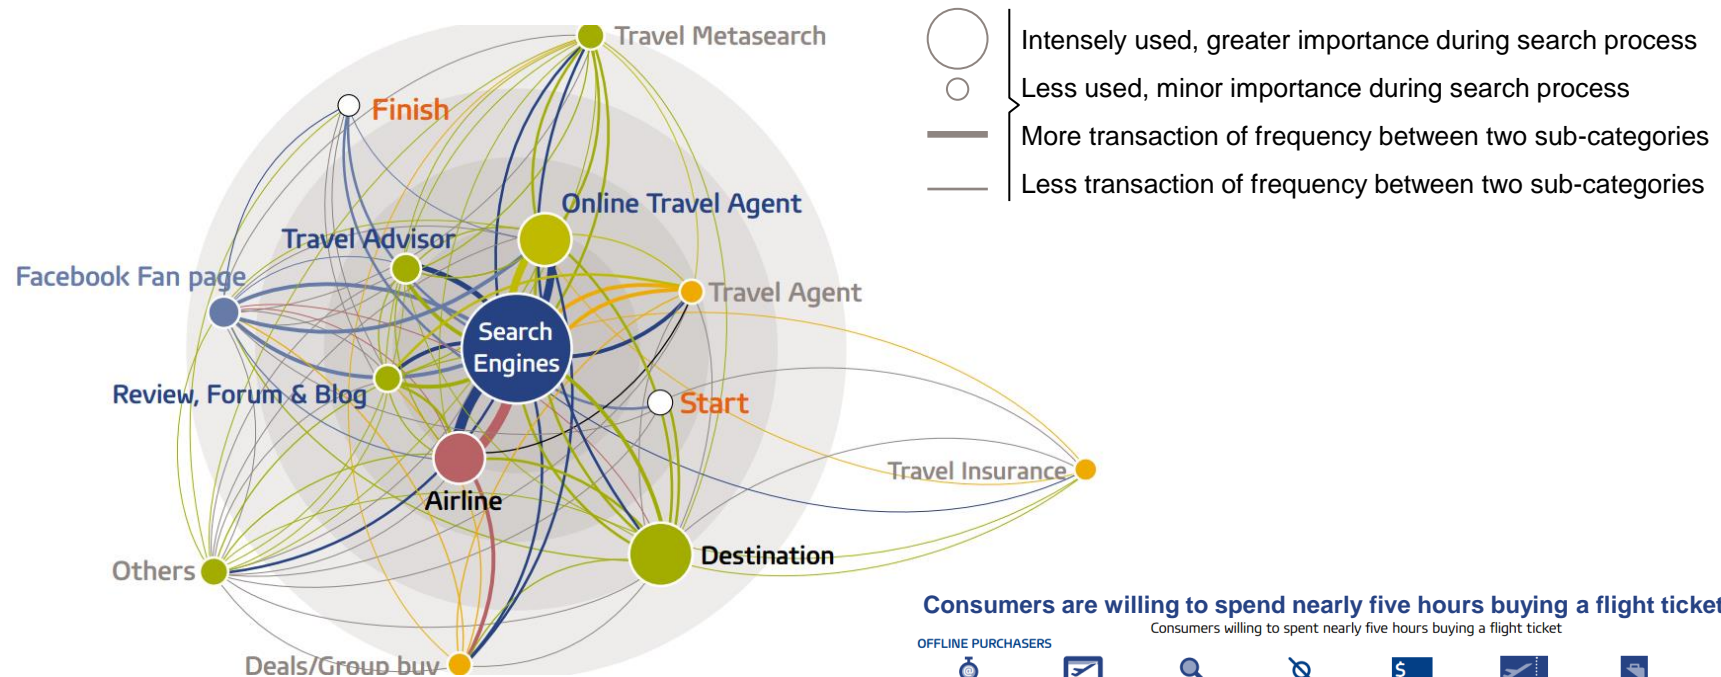 Travel Metasearch
Finish
Online Travel Agent
Travel Advisor
Facebook Fan page
Travel Agent
Search
Engines
Review, Forum & Blog
Start
Travel Insurance
Airline
Destination
Others
Deals/Group buy
Intensely used, greater importance during search process
Less used, minor importance during search process
More transaction of frequency between two sub-categories
Less transaction of frequency between two sub-categories
Consumers are willing to spend nearly five hours buying a flight ticket
Consumers willing to spent nearly five hours buying a flight ticket
OFFLINE PURCHASERS
$